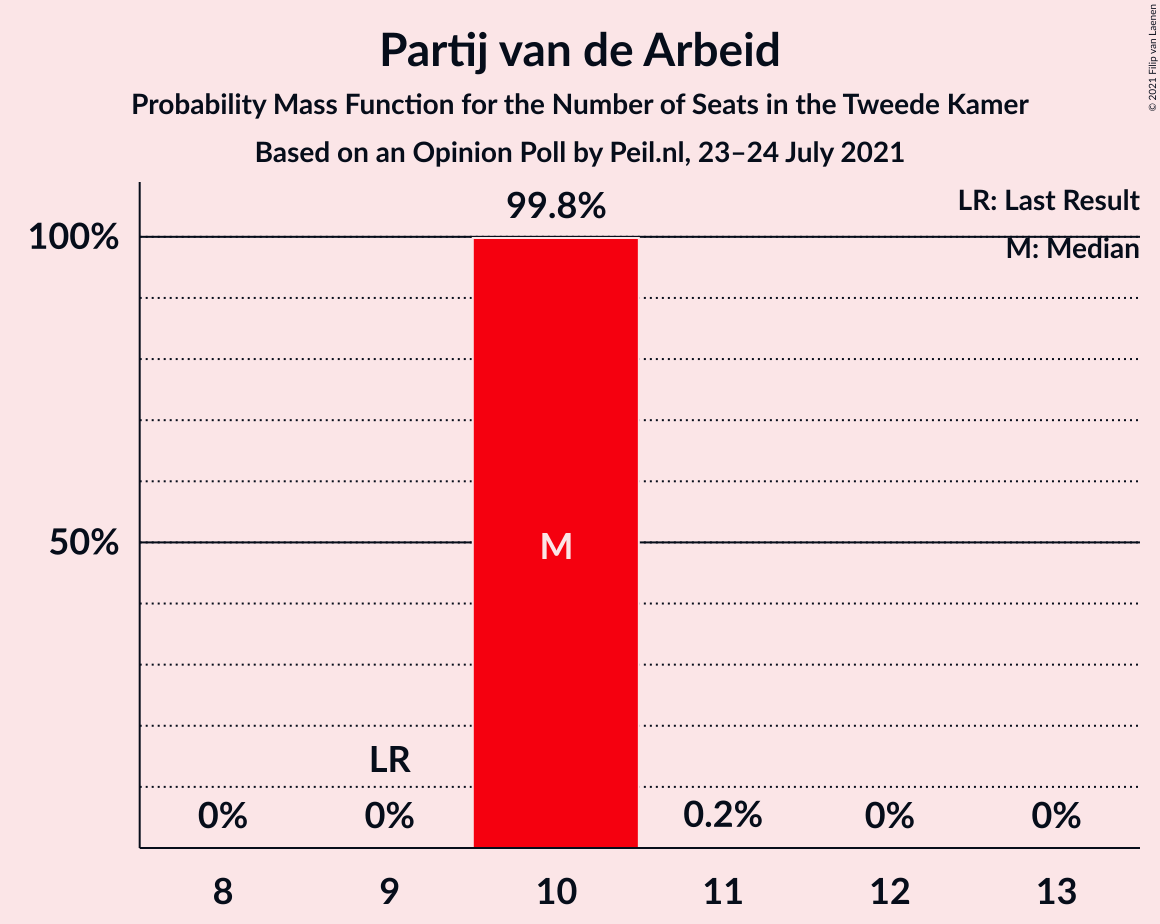 Partij van de Arbeid
Probability Mass Function for the Number of Seats in the Tweede Kamer
Based on an Opinion Poll by Peil.nl, 23–24 July 2021
© 2021 Filip van Laenen
LR: Last Result
M: Median
99.8%
100%
50%
M
LR
0%
0%
0.2%
0%
0%
8
9
10
11
12
13